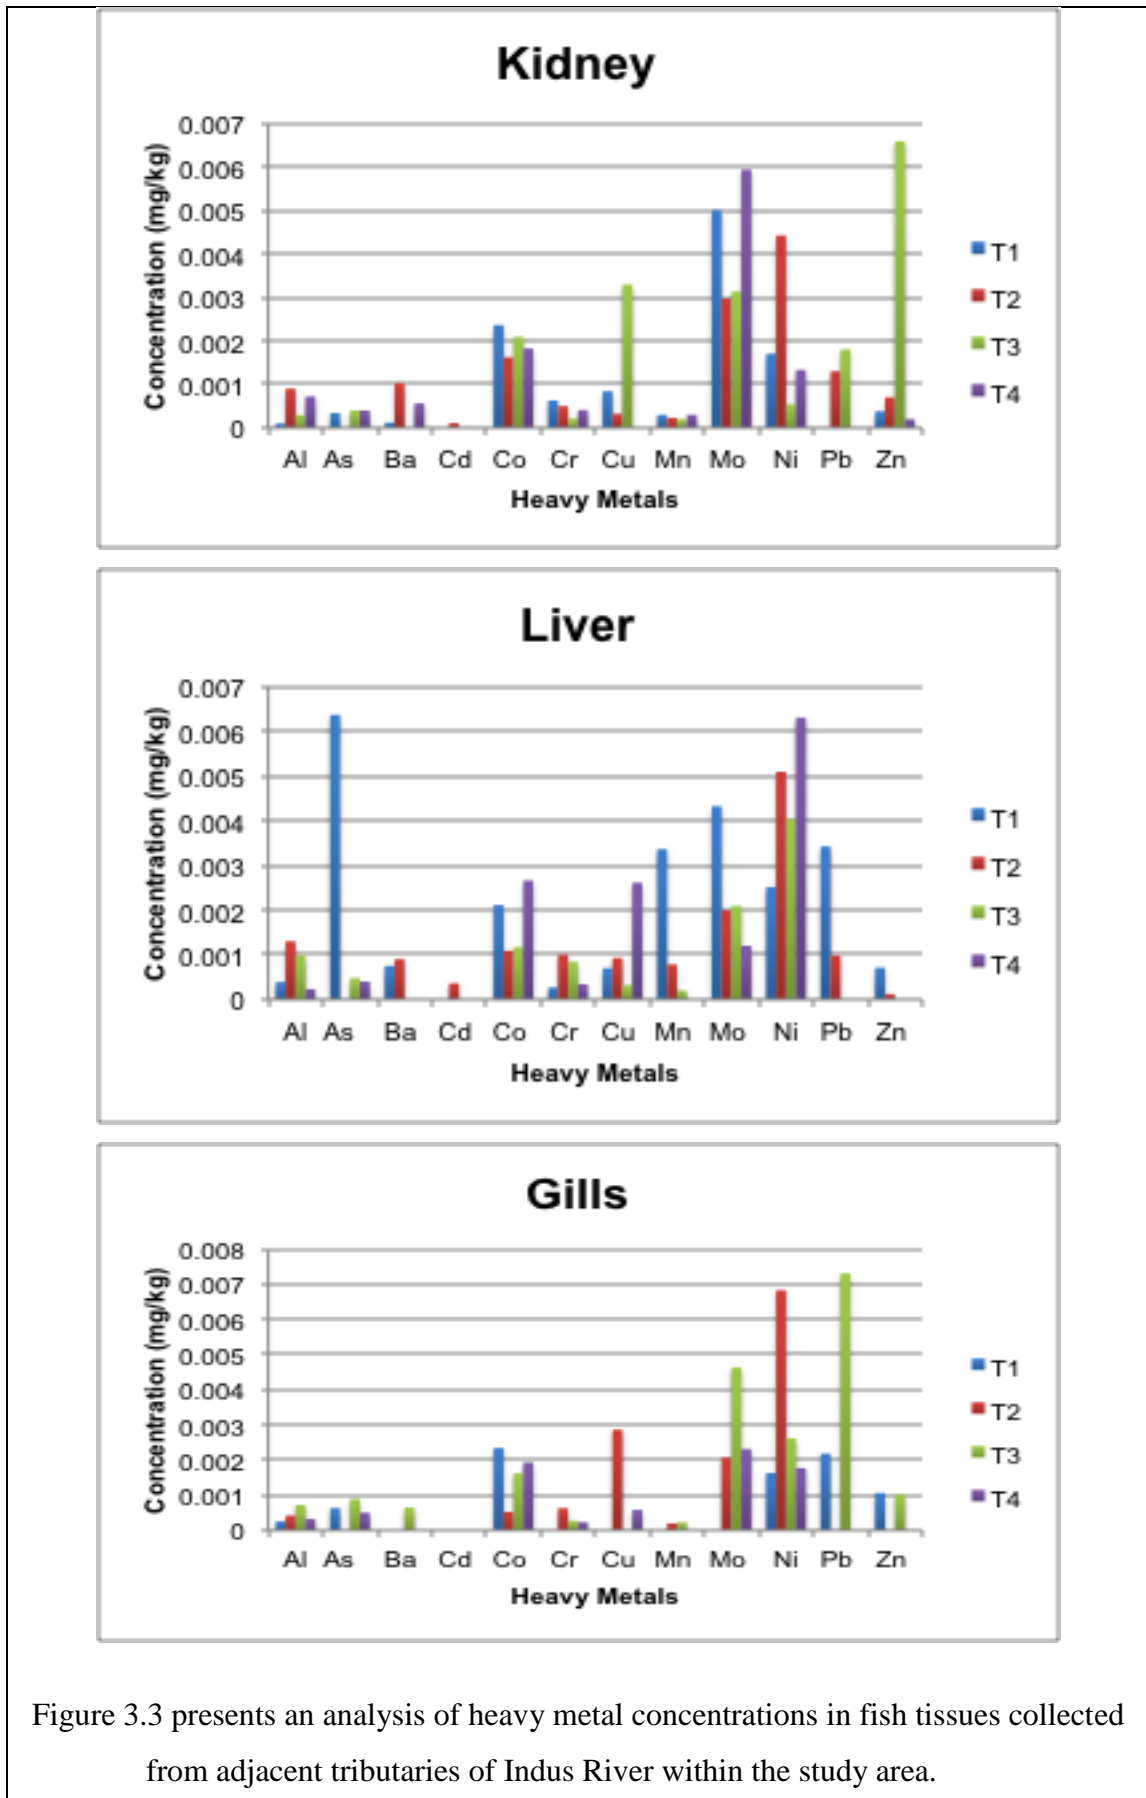 Kidney
Concentration (mg/kg)
0.007
0.006
0.005
0.004
0.003
0.002
0.001
0
Al As Ba Cd Co Cr Cu Mn Mo Ni Pb Zn
Heavy Metals
T1
T2
T3
T4
Liver
Concentration (mg/kg)
0.007
0.006
0.005
0.004
0.003
0.002
0.001
0
Al As Ba Cd Co Cr Cu Mn Mo Ni Pb Zn
Heavy Metals
T1
T2
T3
T4
Gills
Concentration (mg/kg)
0.008
0.007
0.006
0.005
0.004
0.003
0.002
0.001
0
Al As Ba Cd Co Cr Cu Mn Mo Ni Pb Zn
Heavy Metals
T1
T2
T3
T4
Figure 3.3 presents an analysis of heavy metal concentrations in fish tissues collected
from adjacent tributaries of Indus River within the study area.